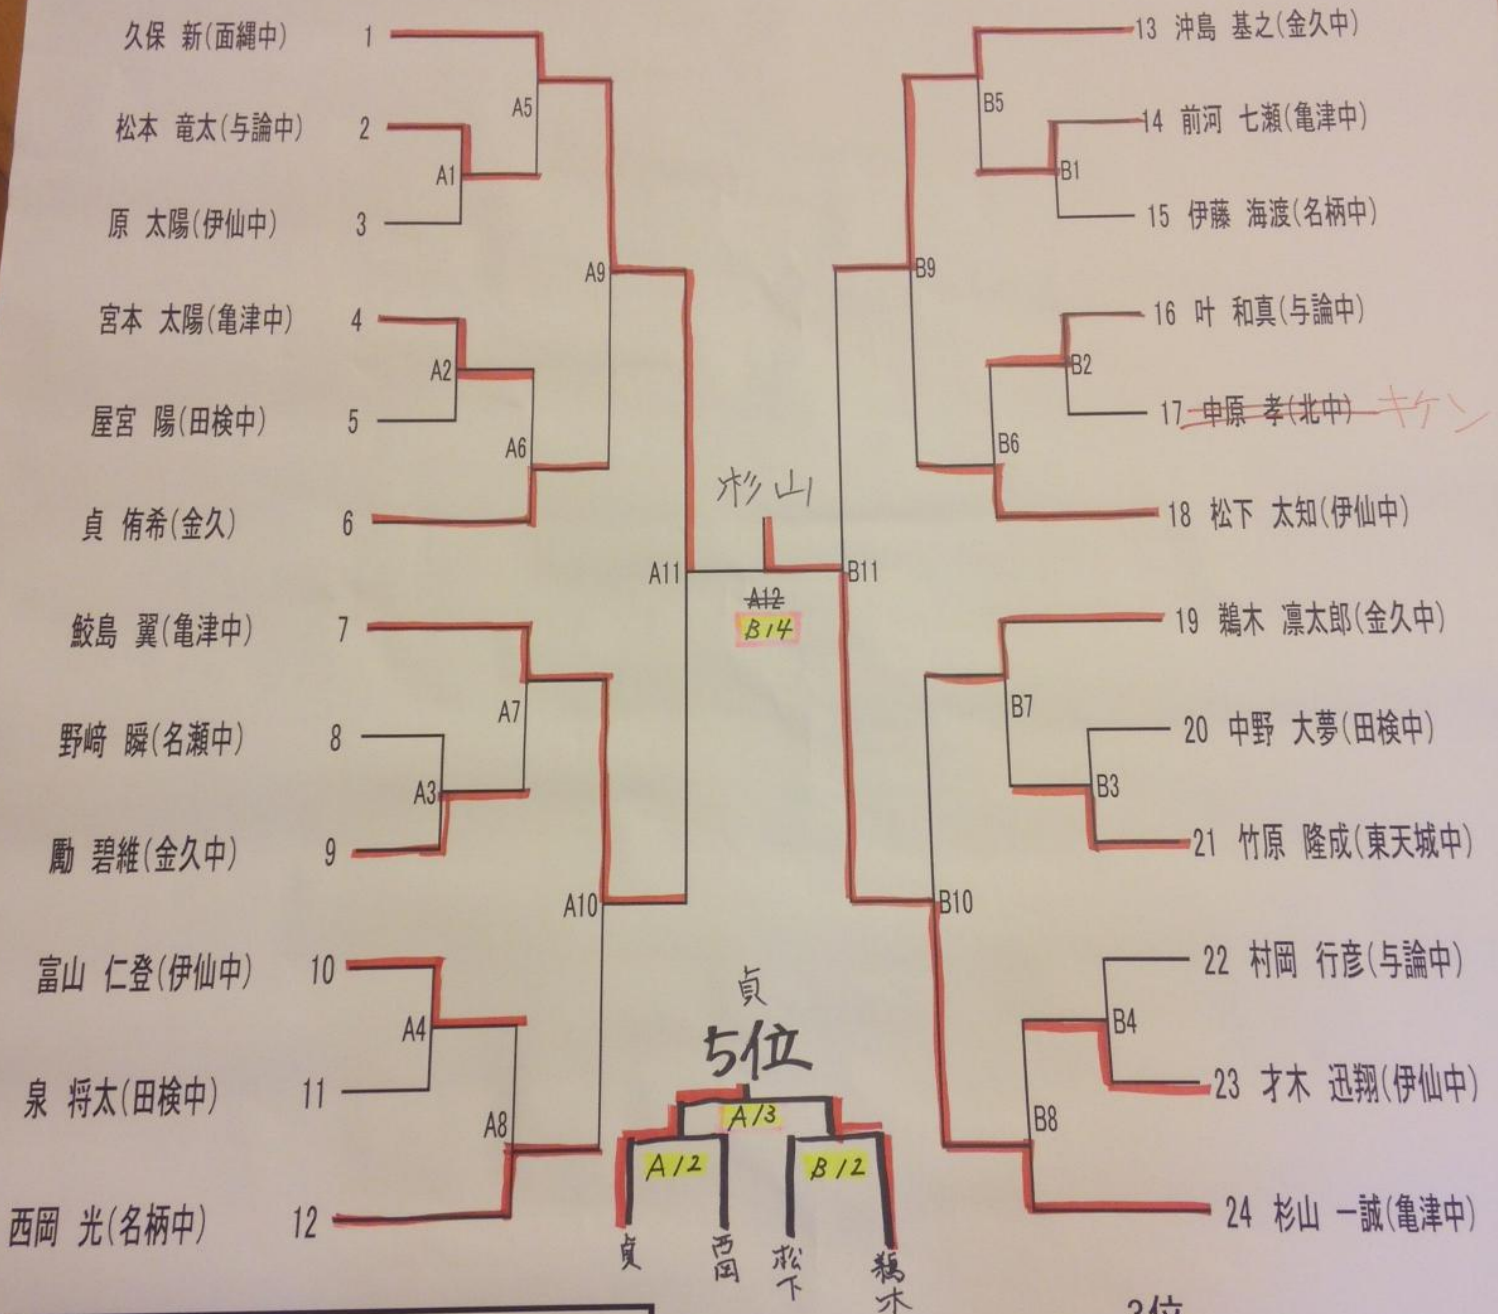 久保 新(面縄中) 1
松本 竜太(与論中) 2
原 太陽(伊仙中) 3
宮本 太陽(亀津中) 4
屋宮 陽(田検中) 5
貞 侑希(金久) 6
鮫島 翼(亀津中) 7
野﨑 瞬(名瀬中) 8
勵 碧維(金久中) 9
富山 仁登(伊仙中) 10
泉 将太(田検中) 11
西岡 光(名柄中) 12
A5
A1
A9
A2
A6
A11
A7
A3
A10
A4
A8
杉山
A12
B14
貞
5位
A13
A12 B12
貞 西岡 松下 鵜木
B5
B1
B9
B2
B6
B11
B7
B3
B10
B4
B8
13 沖島 基之(金久中)
14 前河 七瀬(亀津中)
15 伊藤 海渡(名柄中)
16 叶 和真(与論中)
17 中原 孝(北中) キケン
18 松下 太知(伊仙中)
19 鵜木 凛太郎(金久中)
20 中野 大夢(田検中)
21 竹原 隆成(東天城中)
22 村岡 行彦(与論中)
23 才木 迅翔(伊仙中)
24 杉山 一誠(亀津中)
3位